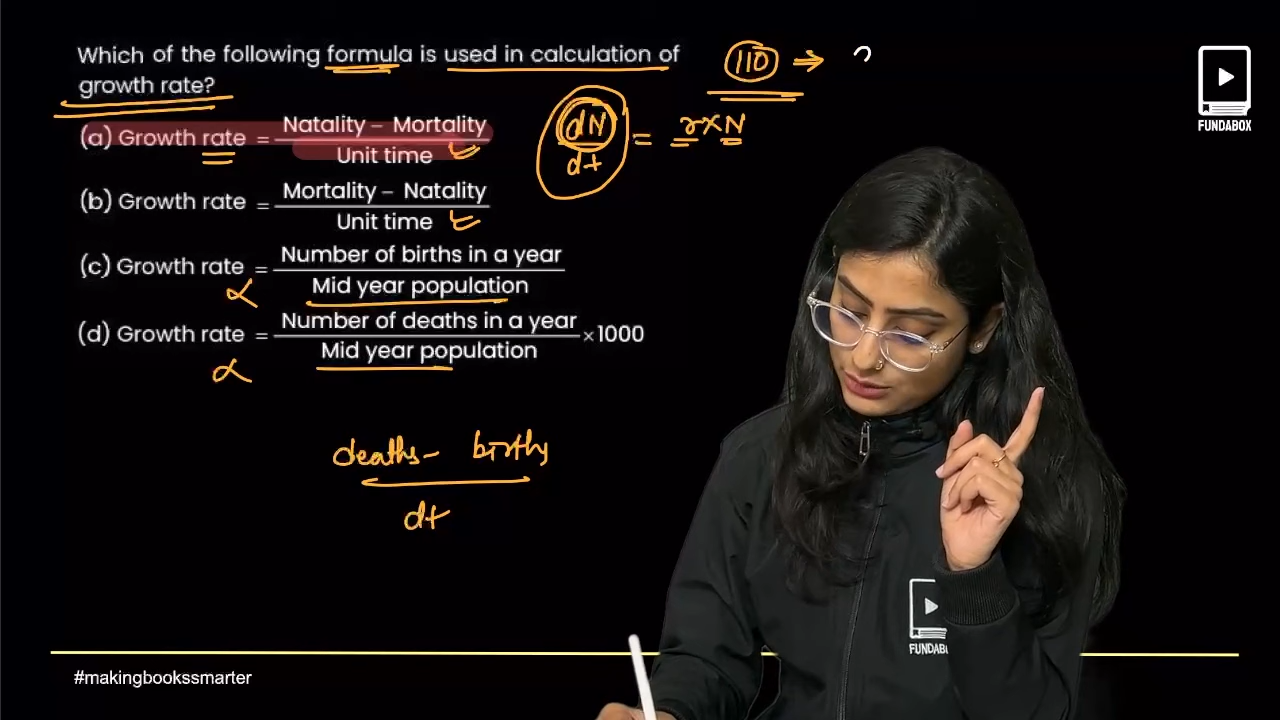 Which of the following formula is used in calculation of
growth rate?
(a) Growth rate = Natality – Mortality
Unit time
(b) Growth rate = Mortality – Natality
Unit time
(c) Growth rate = Number of births in a year
Mid year population
(d) Growth rate = Number of deaths in a year ×1000
Mid year population
110 ⇒ ?
dN = r×N
dt
deaths – births
dt
FUNDABOX
FUNDAB
#makingbookssmarter